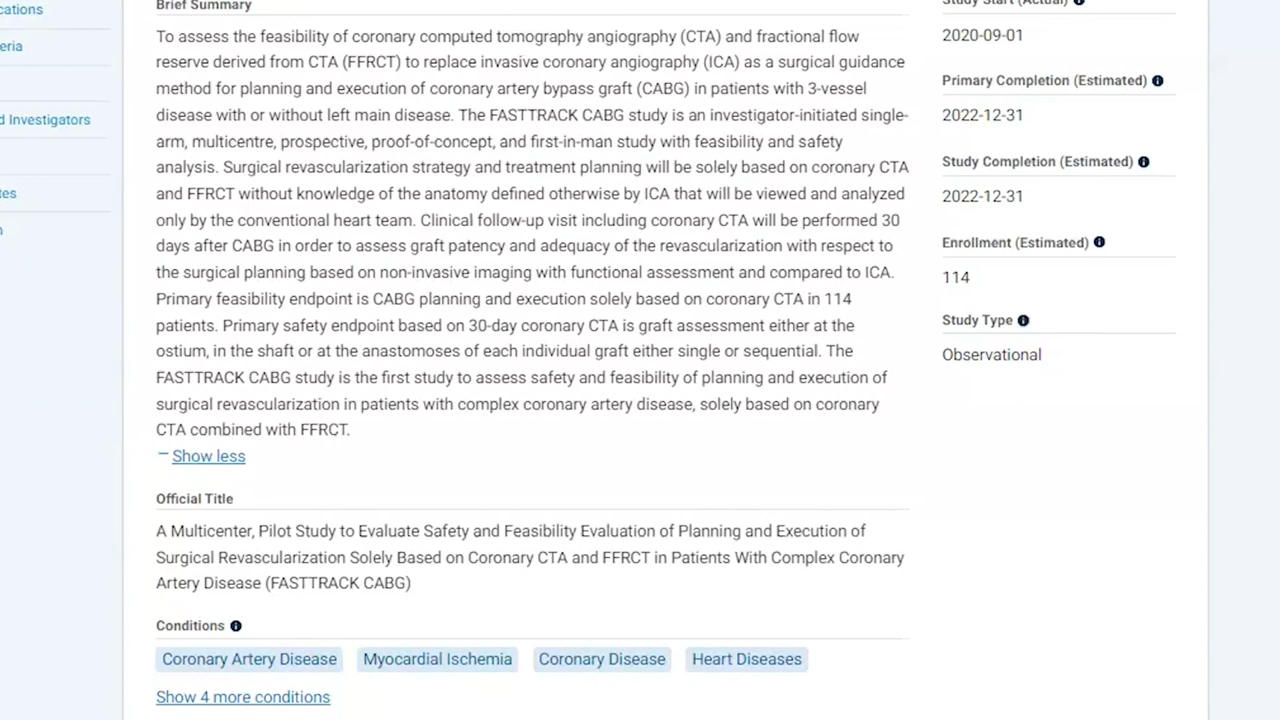 cations
eria
d Investigators
tes
n
Brief Summary
To assess the feasibility of coronary computed tomography angiography (CTA) and fractional flow
reserve derived from CTA (FFRCT) to replace invasive coronary angiography (ICA) as a surgical guidance
method for planning and execution of coronary artery bypass graft (CABG) in patients with 3-vessel
disease with or without left main disease. The FASTTRACK CABG study is an investigator-initiated single-
arm, multicentre, prospective, proof-of-concept, and first-in-man study with feasibility and safety
analysis. Surgical revascularization strategy and treatment planning will be solely based on coronary CTA
and FFRCT without knowledge of the anatomy defined otherwise by ICA that will be viewed and analyzed
only by the conventional heart team. Clinical follow-up visit including coronary CTA will be performed 30
days after CABG in order to assess graft patency and adequacy of the revascularization with respect to
the surgical planning based on non-invasive imaging with functional assessment and compared to ICA.
Primary feasibility endpoint is CABG planning and execution solely based on coronary CTA in 114
patients. Primary safety endpoint based on 30-day coronary CTA is graft assessment either at the
ostium, in the shaft or at the anastomoses of each individual graft either single or sequential. The
FASTTRACK CABG study is the first study to assess safety and feasibility of planning and execution of
surgical revascularization in patients with complex coronary artery disease, solely based on coronary
CTA combined with FFRCT.
Show less
Official Title
A Multicenter, Pilot Study to Evaluate Safety and Feasibility Evaluation of Planning and Execution of
Surgical Revascularization Solely Based on Coronary CTA and FFRCT in Patients With Complex Coronary
Artery Disease (FASTTRACK CABG)
Conditions
Coronary Artery Disease Myocardial Ischemia Coronary Disease Heart Diseases
Show 4 more conditions
Study Start (Actual)
2020-09-01
Primary Completion (Estimated)
2022-12-31
Study Completion (Estimated)
2022-12-31
Enrollment (Estimated)
114
Study Type
Observational